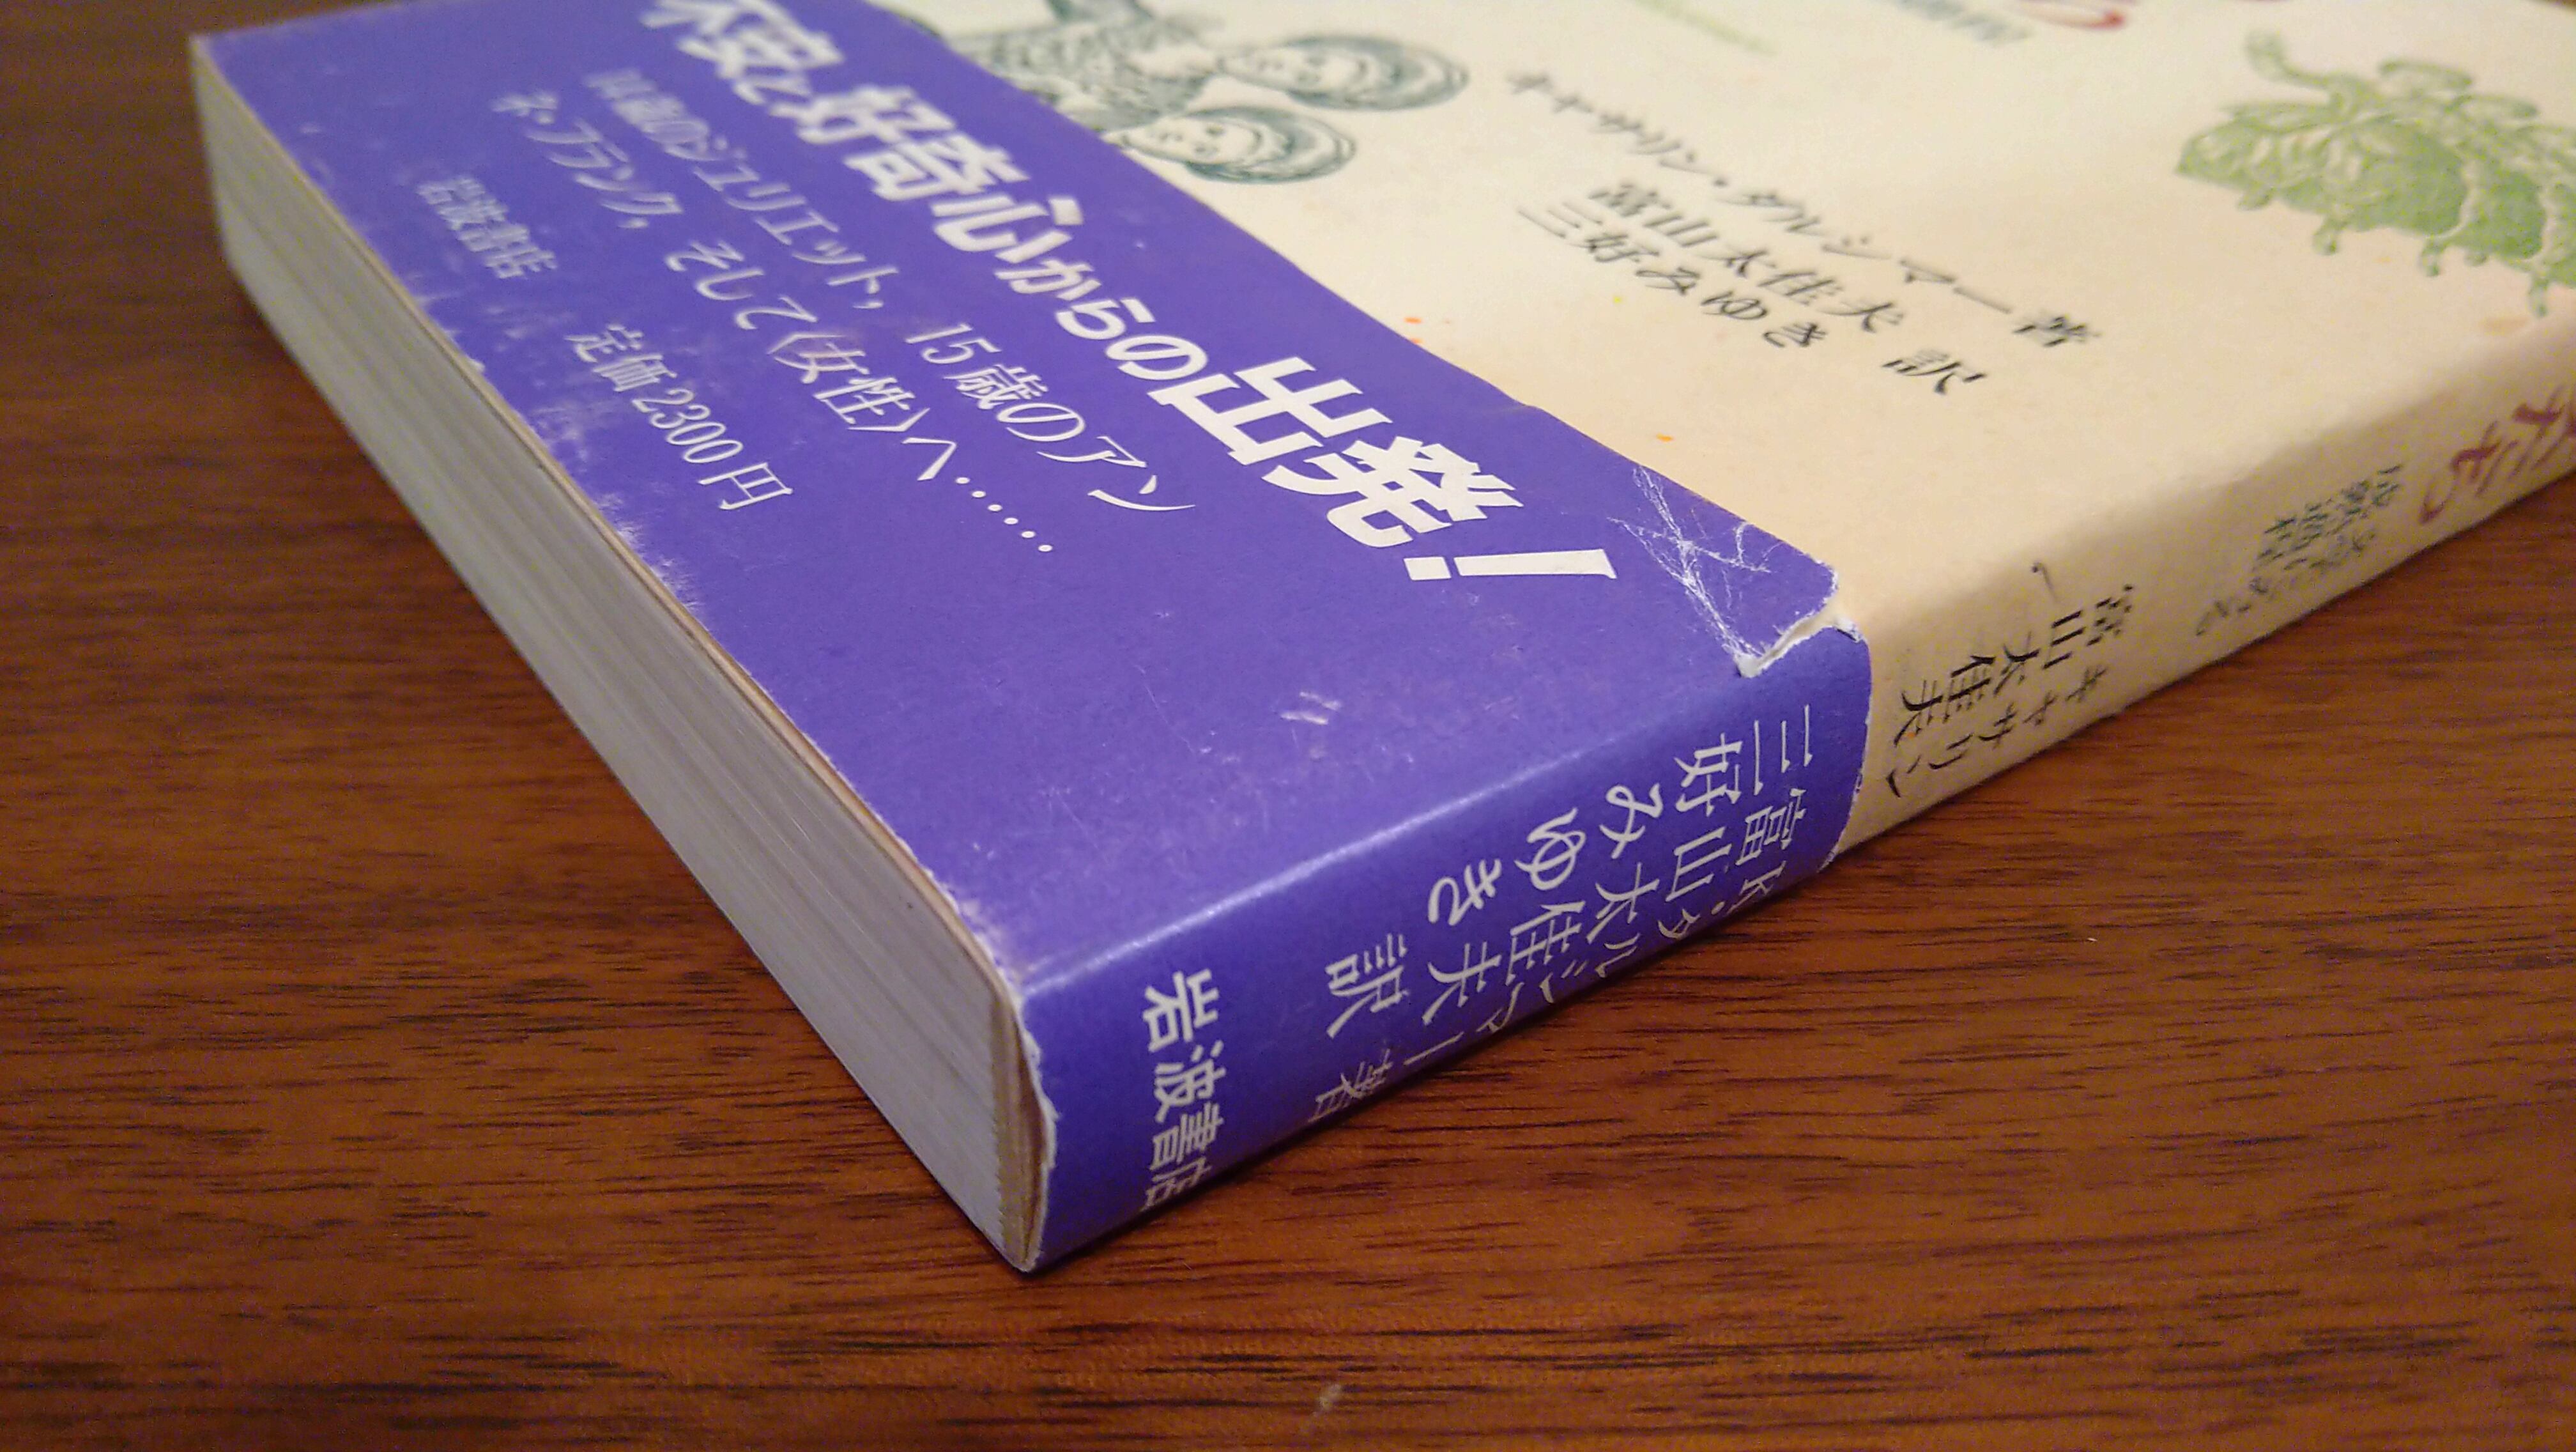 キャサリン・ダルシマー 著
富山太佳夫
三好みゆき 訳
不安と好奇心からの出発!
14歳のジュリエット, 15歳のアン
ネ・フランク, そして〈女性〉へ……
岩波書店 定価2300円
たち
キャサリン
富山太佳夫
K・ダルシマー 著
富山太佳夫
三好みゆき 訳
岩波書店